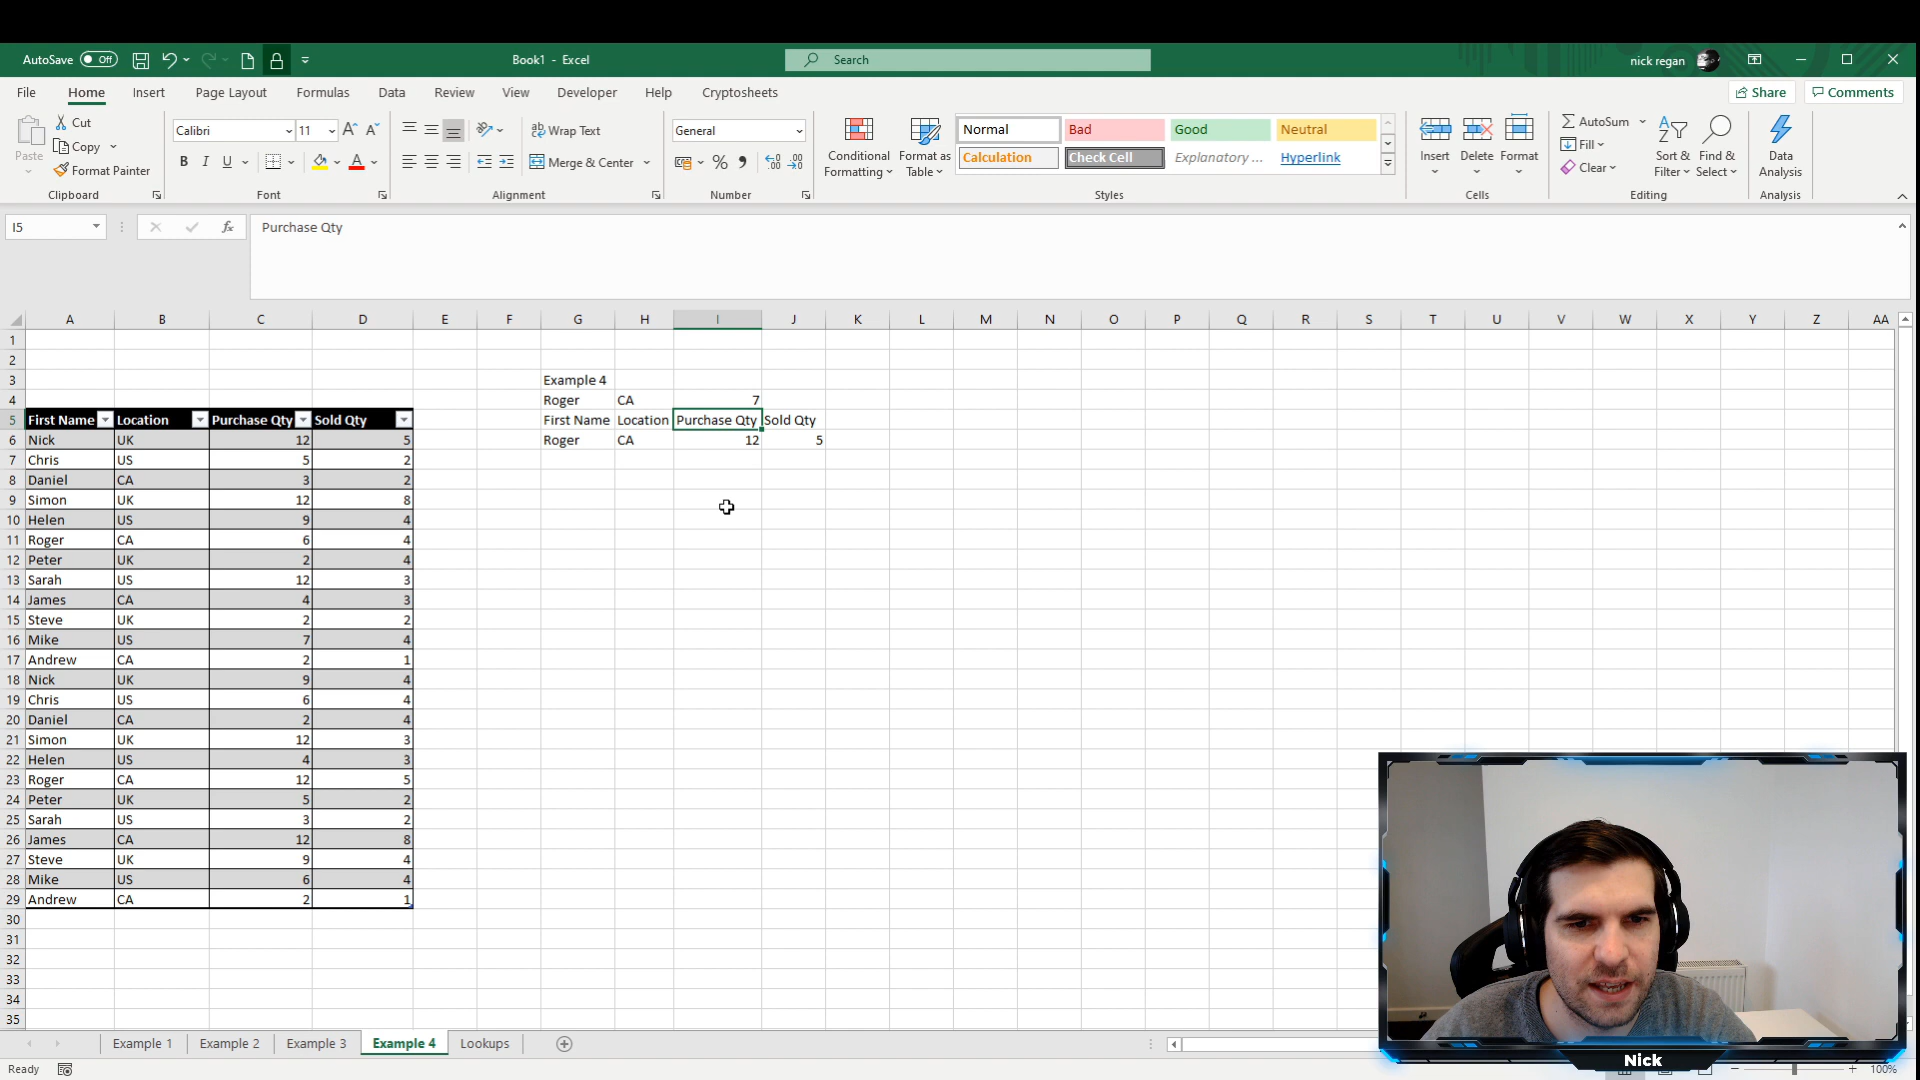 AutoSave Off Book1 - Excel Search nick regan
File Home Insert Page Layout Formulas Data Review View Developer Help Cryptosheets Share Comments
Paste Cut Copy Format Painter Clipboard
Calibri 11 B I U A A A Font
Wrap Text Merge & Center Alignment
General % Number
Conditional Formatting Format as Table Normal Bad Good Neutral
Calculation Check Cell Explanatory ... Hyperlink Styles
Insert Delete Format Cells
AutoSum Fill Clear Sort & Filter Find & Select Editing
Data Analysis Analysis
I5 fx Purchase Qty
A B C D E F G H I J K L M N O P Q R S T U V W X Y Z AA
1
2
3 Example 4
4 Roger CA 7
5 First Name Location Purchase Qty Sold Qty First Name Location Purchase Qty Sold Qty
6 Nick UK 12 5 Roger CA 12 5
7 Chris US 5 2
8 Daniel CA 3 2
9 Simon UK 12 8
10 Helen US 9 4
11 Roger CA 6 4
12 Peter UK 2 4
13 Sarah US 12 3
14 James CA 4 3
15 Steve UK 2 2
16 Mike US 7 4
17 Andrew CA 2 1
18 Nick UK 9 4
19 Chris US 6 4
20 Daniel CA 2 4
21 Simon UK 12 3
22 Helen US 4 3
23 Roger CA 12 5
24 Peter UK 5 2
25 Sarah US 3 2
26 James CA 12 8
27 Steve UK 9 4
28 Mike US 6 4
29 Andrew CA 2 1
30
31
32
33
34
35
Example 1 Example 2 Example 3 Example 4 Lookups
Nick
Ready 100%